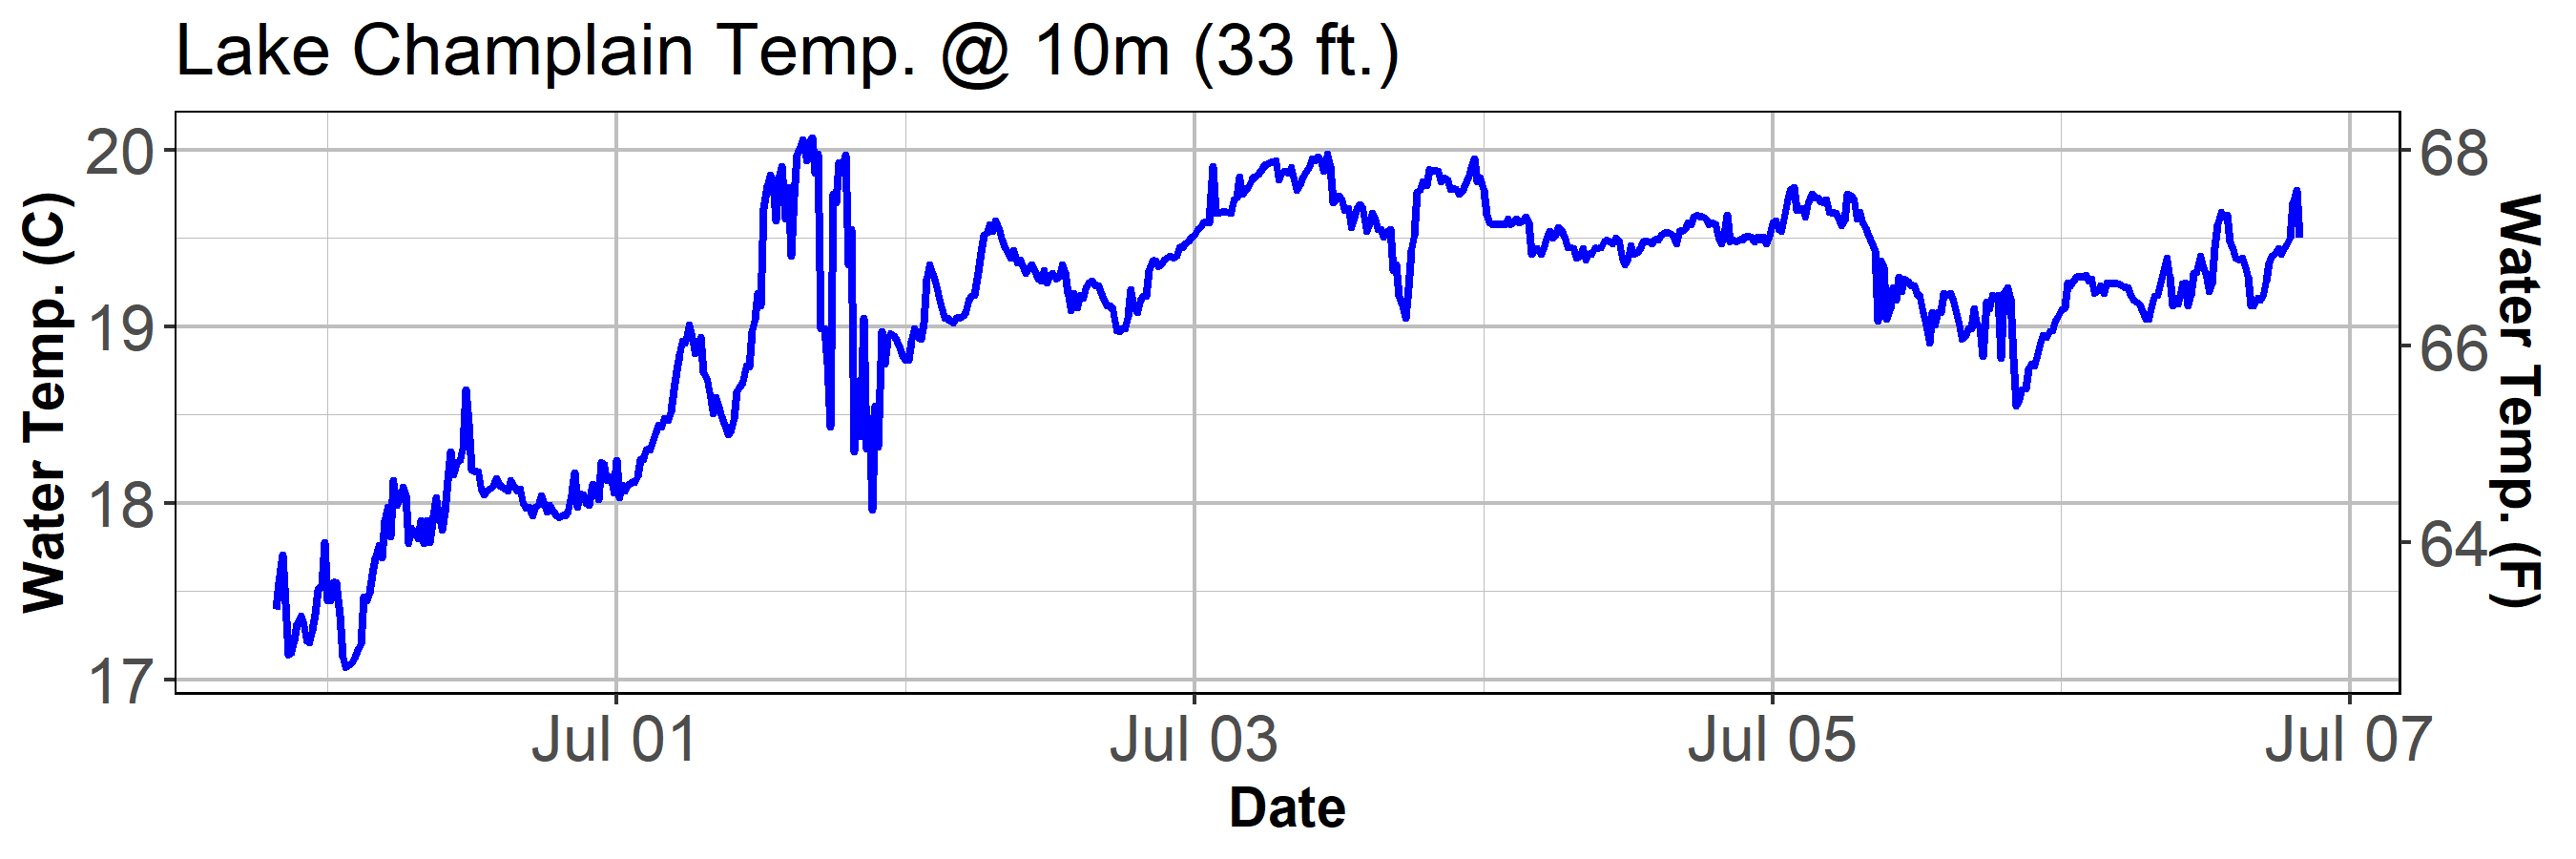 Lake Champlain Temp. @ 10m (33 ft.)
Water Temp. (C)
20
19
18
17
68
66
64
Water Temp. (F)
Jul 01
Jul 03
Jul 05
Jul 07
Date